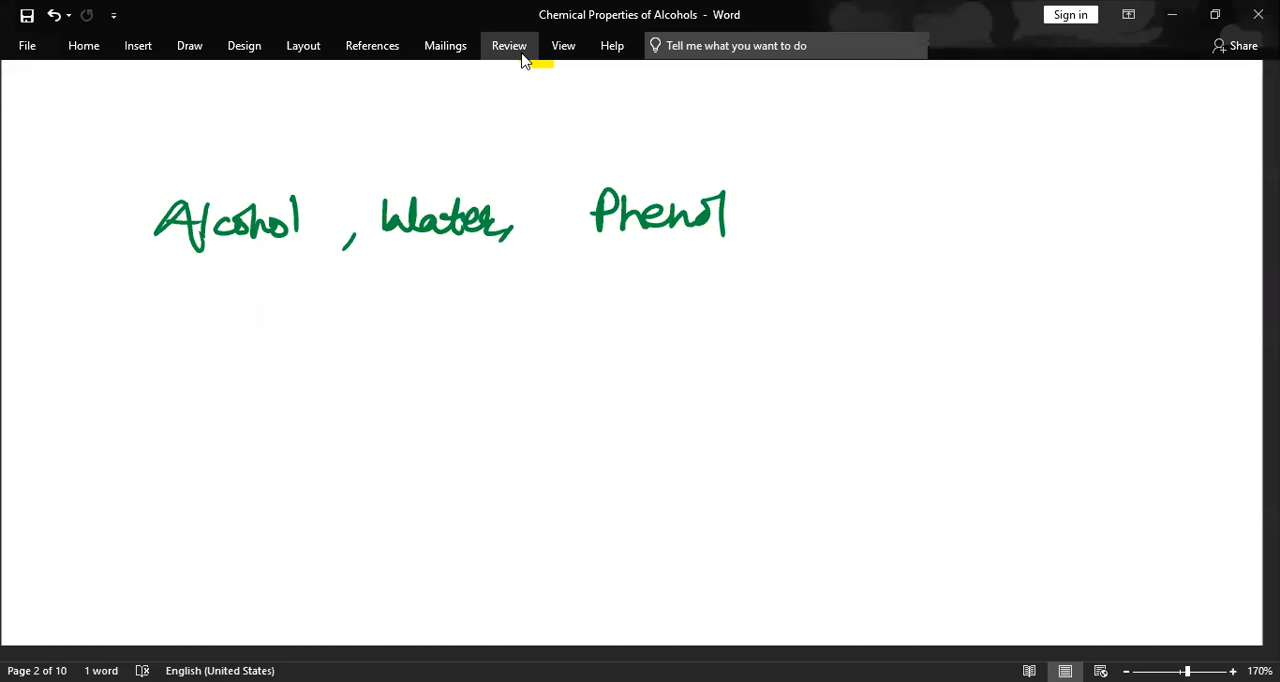 Chemical Properties of Alcohols - Word
Sign in
File Home Insert Draw Design Layout References Mailings Review View Help Tell me what you want to do Share
Alcohol , Water, Phenol
Page 2 of 10 1 word English (United States) 170%